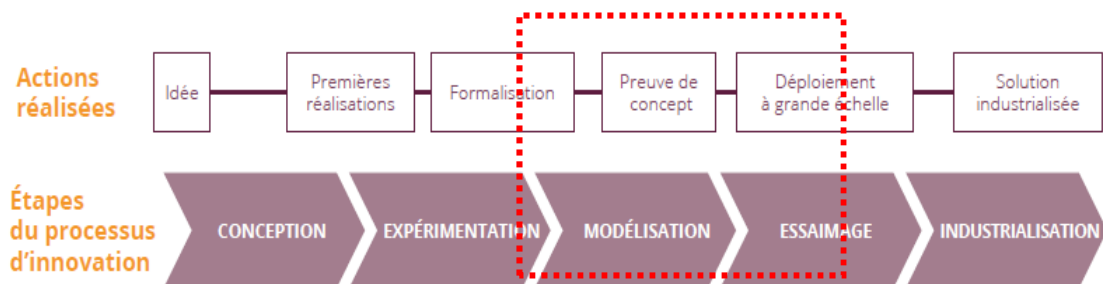 Actions
réalisées
Idée
Premières
réalisations
Formalisation
Preuve de
concept
Déploiement
à grande échelle
Solution
industrialisée
Étapes
du processus
d'innovation
CONCEPTION
EXPÉRIMENTATION
MODÉLISATION
ESSAIMAGE
INDUSTRIALISATION